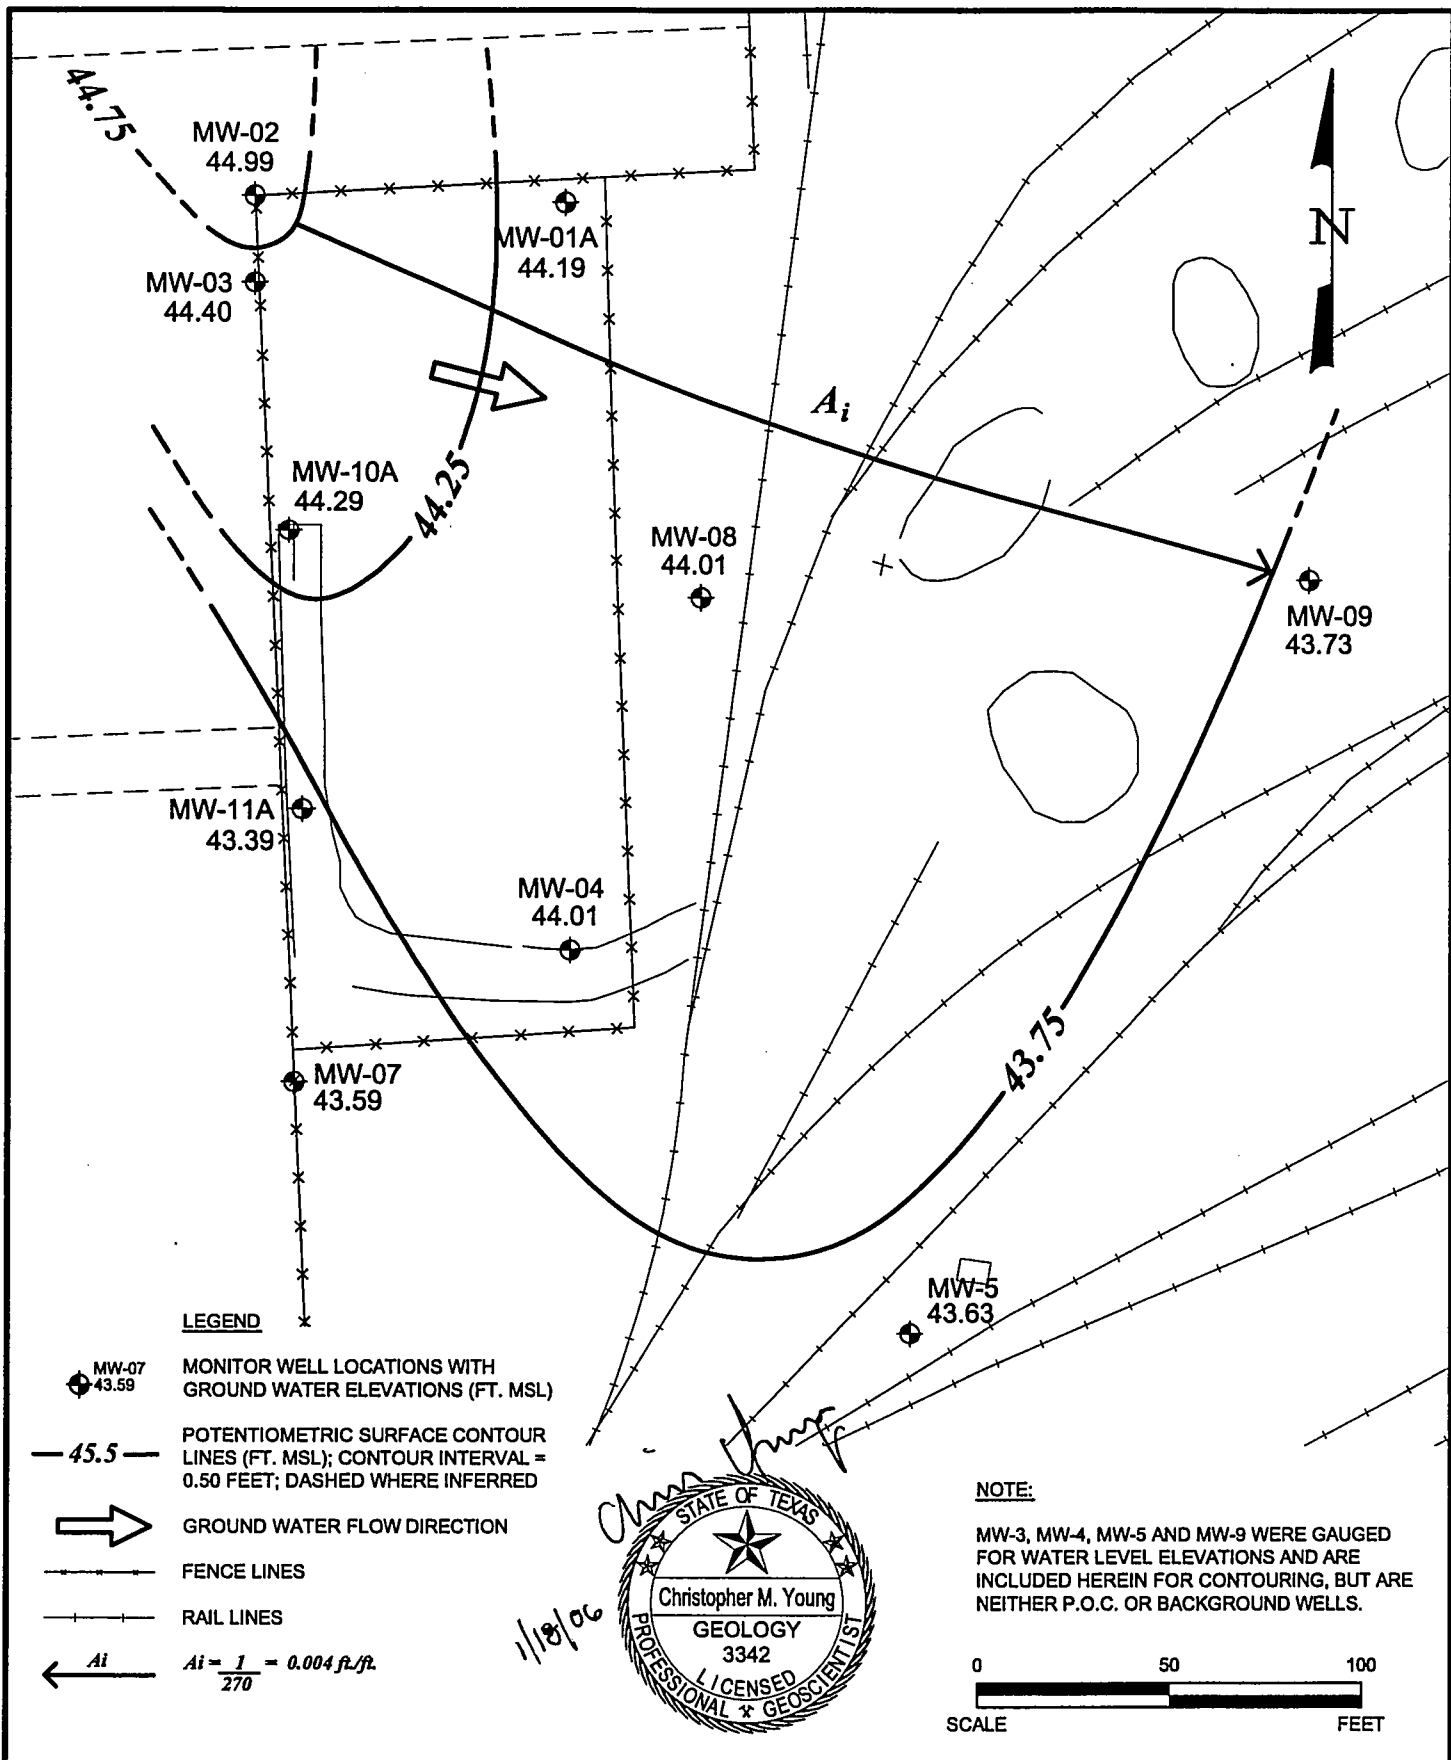 44.75
MW-02
44.99
MW-01A
44.19
N
MW-03
44.40
Ai
MW-10A
44.29
44.25
MW-08
44.01
MW-09
43.73
MW-11A
43.39
MW-04
44.01
43.75
MW-07
43.59
MW-5
43.63
LEGEND
MW-07
43.59
MONITOR WELL LOCATIONS WITH
GROUND WATER ELEVATIONS (FT. MSL)
45.5
POTENTIOMETRIC SURFACE CONTOUR
LINES (FT. MSL); CONTOUR INTERVAL =
0.50 FEET; DASHED WHERE INFERRED
GROUND WATER FLOW DIRECTION
FENCE LINES
RAIL LINES
Ai
Ai = 1/270 = 0.004 ft./ft.
Chris Young
1/18/06
STATE OF TEXAS
Christopher M. Young
GEOLOGY
3342
LICENSED
PROFESSIONAL GEOSCIENTIST
NOTE:
MW-3, MW-4, MW-5 AND MW-9 WERE GAUGED
FOR WATER LEVEL ELEVATIONS AND ARE
INCLUDED HEREIN FOR CONTOURING, BUT ARE
NEITHER P.O.C. OR BACKGROUND WELLS.
0 50 100
SCALE FEET